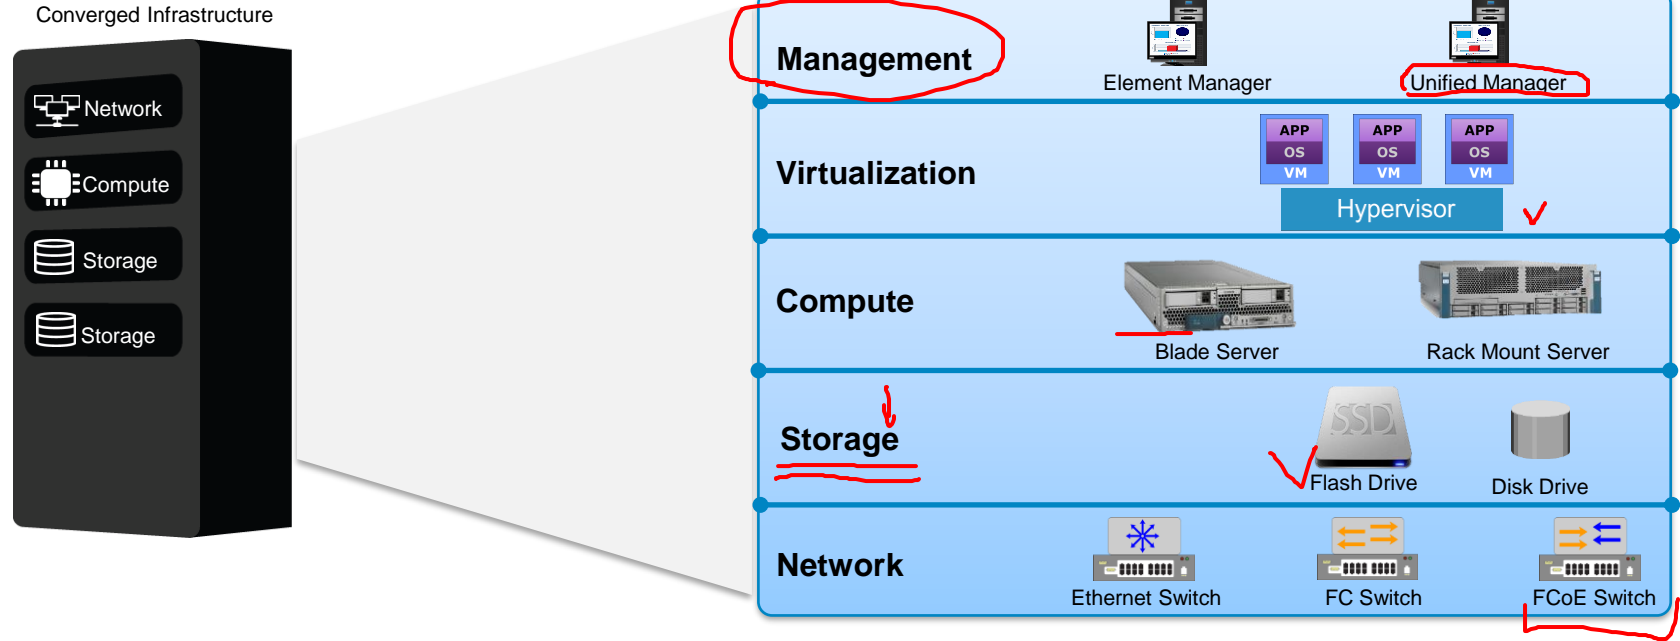 Converged Infrastructure
Network
Compute
Storage
Storage
Management
Element Manager
Unified Manager
Virtualization
APP APP APP
OS OS OS
VM VM VM
Hypervisor
Compute
Blade Server
Rack Mount Server
Storage
SSD
Flash Drive
Disk Drive
Network
Ethernet Switch
FC Switch
FCoE Switch